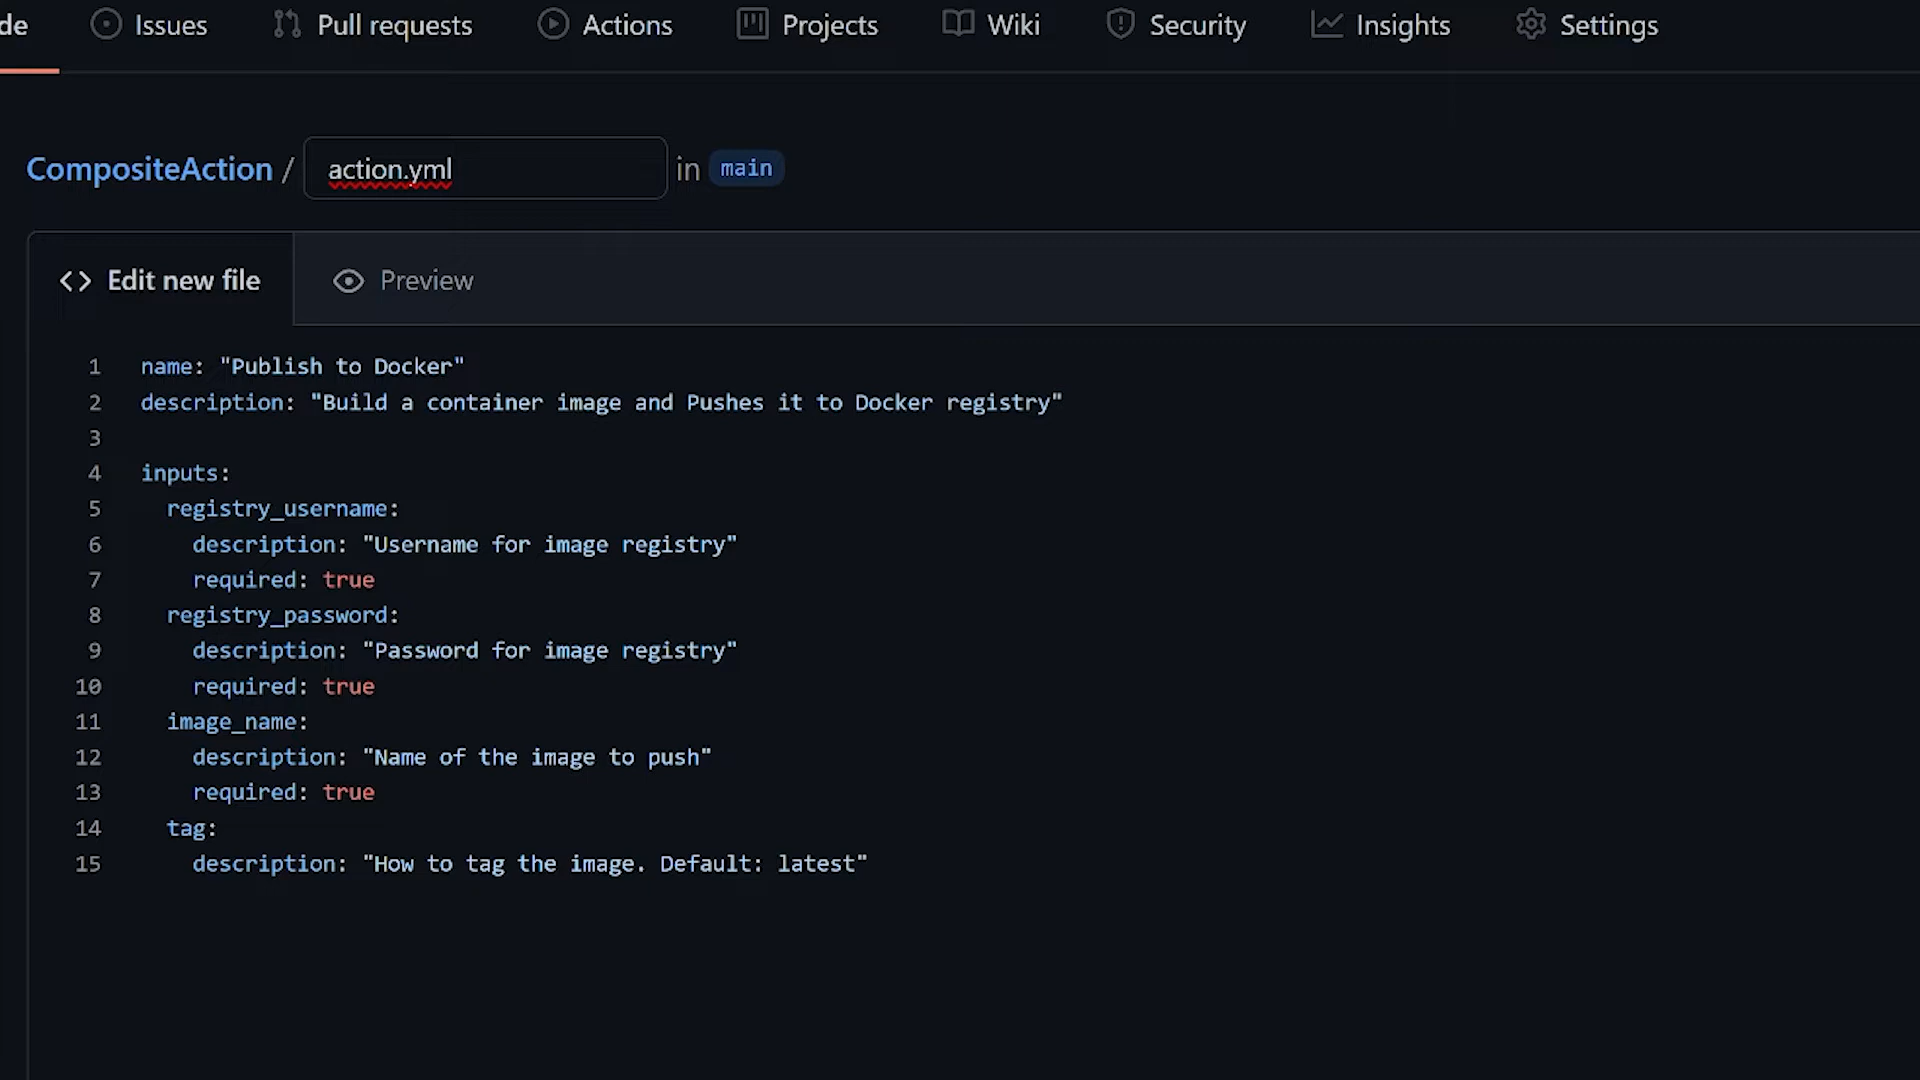 de Issues Pull requests Actions Projects Wiki Security Insights Settings
CompositeAction / action.yml in main
<> Edit new file Preview
1 name: "Publish to Docker"
2 description: "Build a container image and Pushes it to Docker registry"
3
4 inputs:
5 registry_username:
6 description: "Username for image registry"
7 required: true
8 registry_password:
9 description: "Password for image registry"
10 required: true
11 image_name:
12 description: "Name of the image to push"
13 required: true
14 tag:
15 description: "How to tag the image. Default: latest"